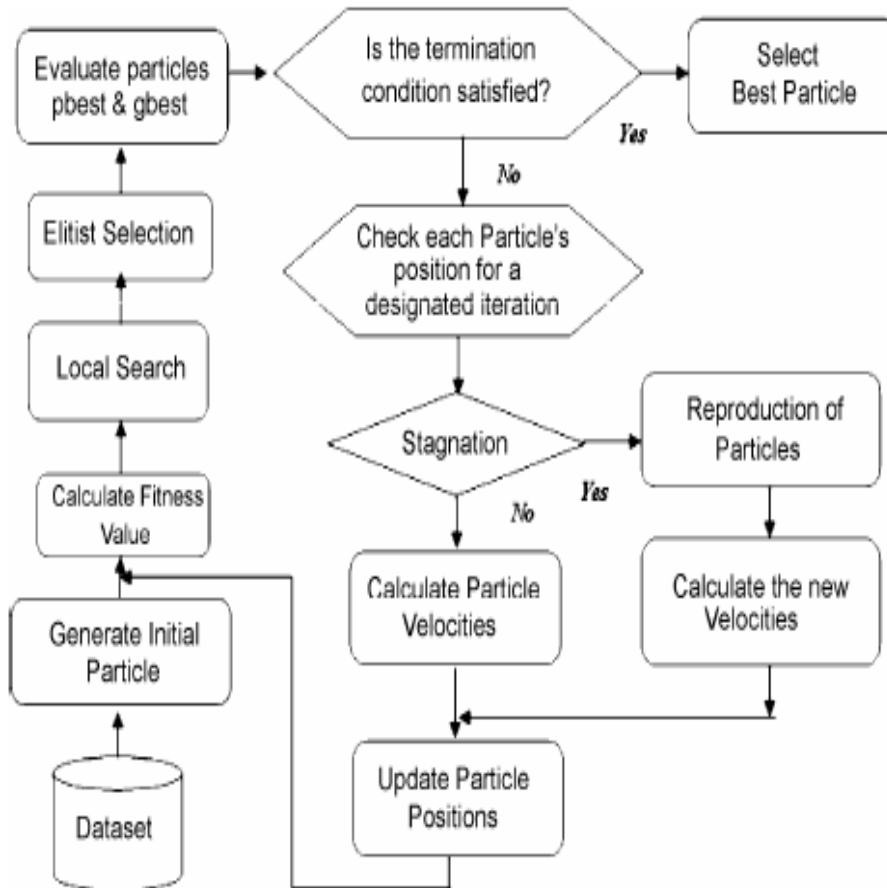 Evaluate particles
pbest & gbest
Is the termination
condition satisfied?
Select
Best Particle
Yes
No
Elitist Selection
Check each Particle's
position for a
designated iteration
Local Search
Stagnation
Reproduction of
Particles
Yes
No
Calculate Fitness
Value
Calculate Particle
Velocities
Calculate the new
Velocities
Generate Initial
Particle
Update Particle
Positions
Dataset